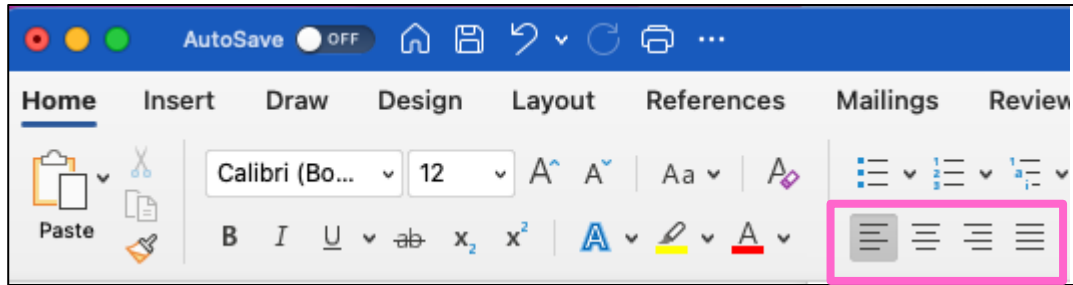 AutoSave OFF
Home Insert Draw Design Layout References Mailings Review
Calibri (Bo... 12 A A Aa A
Paste B I U ab x2 x2 A A